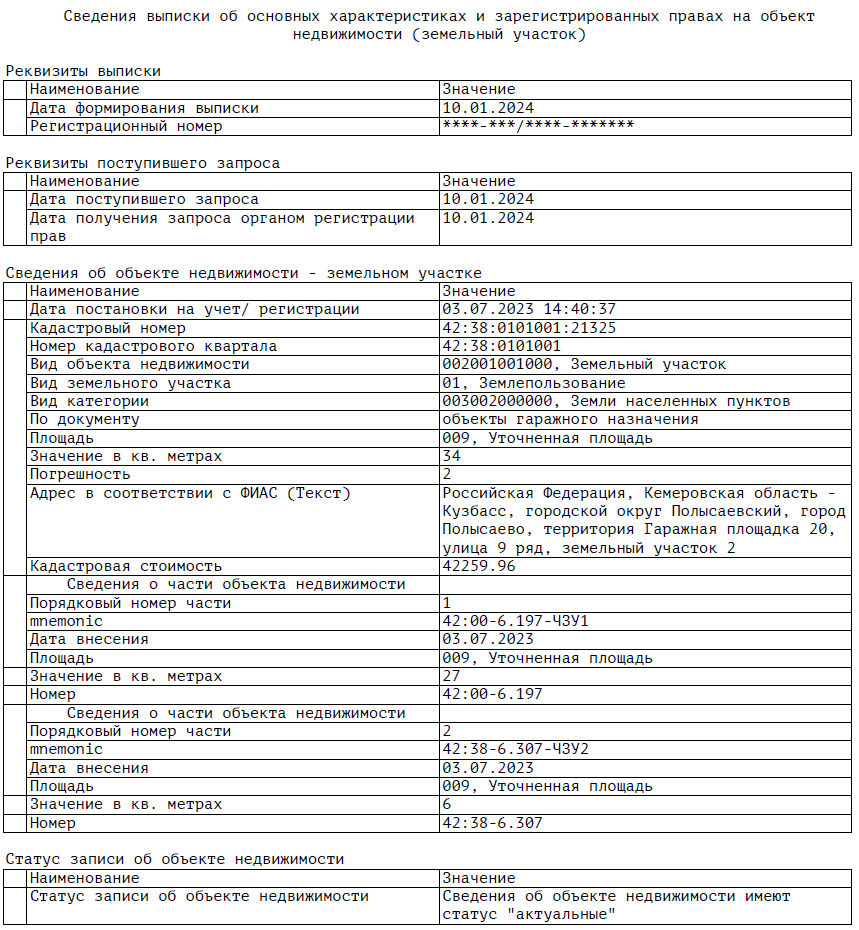 Сведения выписки об основных характеристиках и зарегистрированных правах на объект
недвижимости (земельный участок)
Реквизиты выписки
Наименование Значение
Дата формирования выписки 10.01.2024
Регистрационный номер ****-***/****-*******
Реквизиты поступившего запроса
Наименование Значение
Дата поступившего запроса 10.01.2024
Дата получения запроса органом регистрации 10.01.2024
прав
Сведения об объекте недвижимости - земельном участке
Наименование Значение
Дата постановки на учет/ регистрации 03.07.2023 14:40:37
Кадастровый номер 42:38:0101001:21325
Номер кадастрового квартала 42:38:0101001
Вид объекта недвижимости 002001001000, Земельный участок
Вид земельного участка 01, Землепользование
Вид категории 003002000000, Земли населенных пунктов
По документу объекты гаражного назначения
Площадь 009, Уточненная площадь
Значение в кв. метрах 34
Погрешность 2
Адрес в соответствии с ФИАС (Текст) Российская Федерация, Кемеровская область -
Кузбасс, городской округ Полысаевский, город
Полысаево, территория Гаражная площадка 20,
улица 9 ряд, земельный участок 2
Кадастровая стоимость 42259.96
Сведения о части объекта недвижимости
Порядковый номер части 1
mnemonic 42:00-6.197-ЧЗУ1
Дата внесения 03.07.2023
Площадь 009, Уточненная площадь
Значение в кв. метрах 27
Номер 42:00-6.197
Сведения о части объекта недвижимости
Порядковый номер части 2
mnemonic 42:38-6.307-ЧЗУ2
Дата внесения 03.07.2023
Площадь 009, Уточненная площадь
Значение в кв. метрах 6
Номер 42:38-6.307
Статус записи об объекте недвижимости
Наименование Значение
Статус записи об объекте недвижимости Сведения об объекте недвижимости имеют
статус "актуальные"